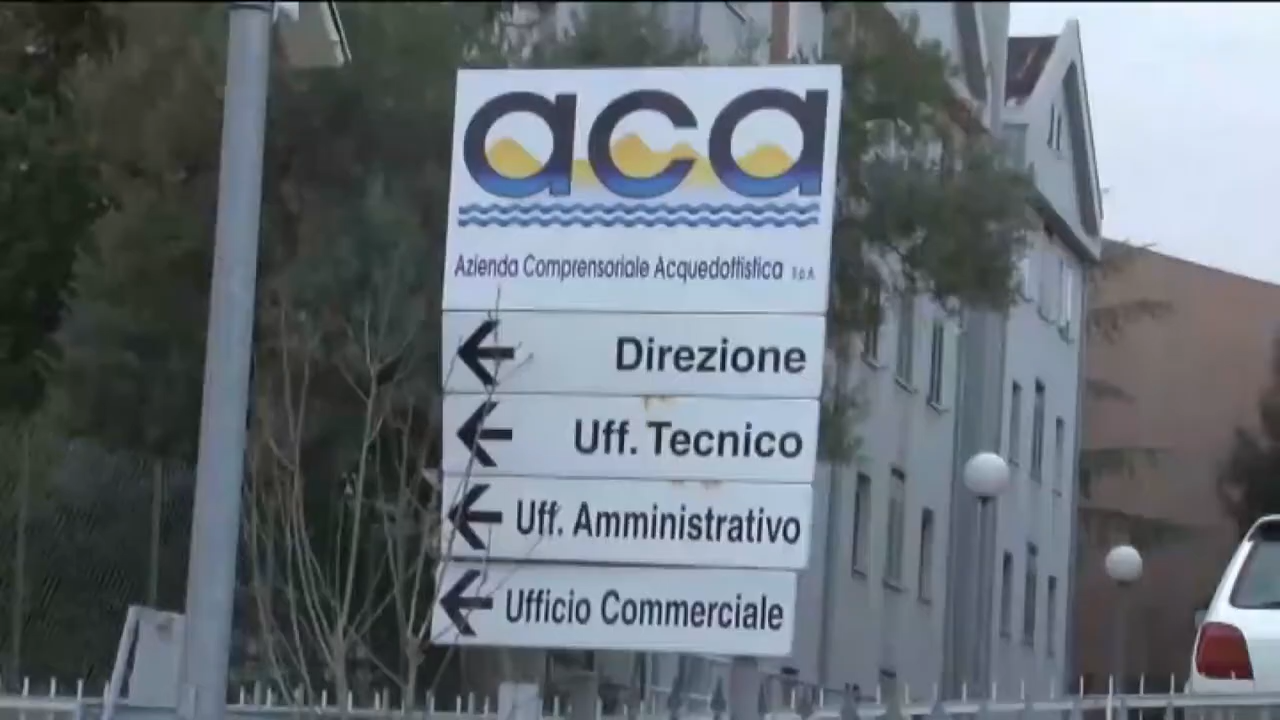 aca
Azienda Comprensoriale Acquedottistica S.p.A.
Direzione
Uff. Tecnico
Uff. Amministrativo
Ufficio Commerciale